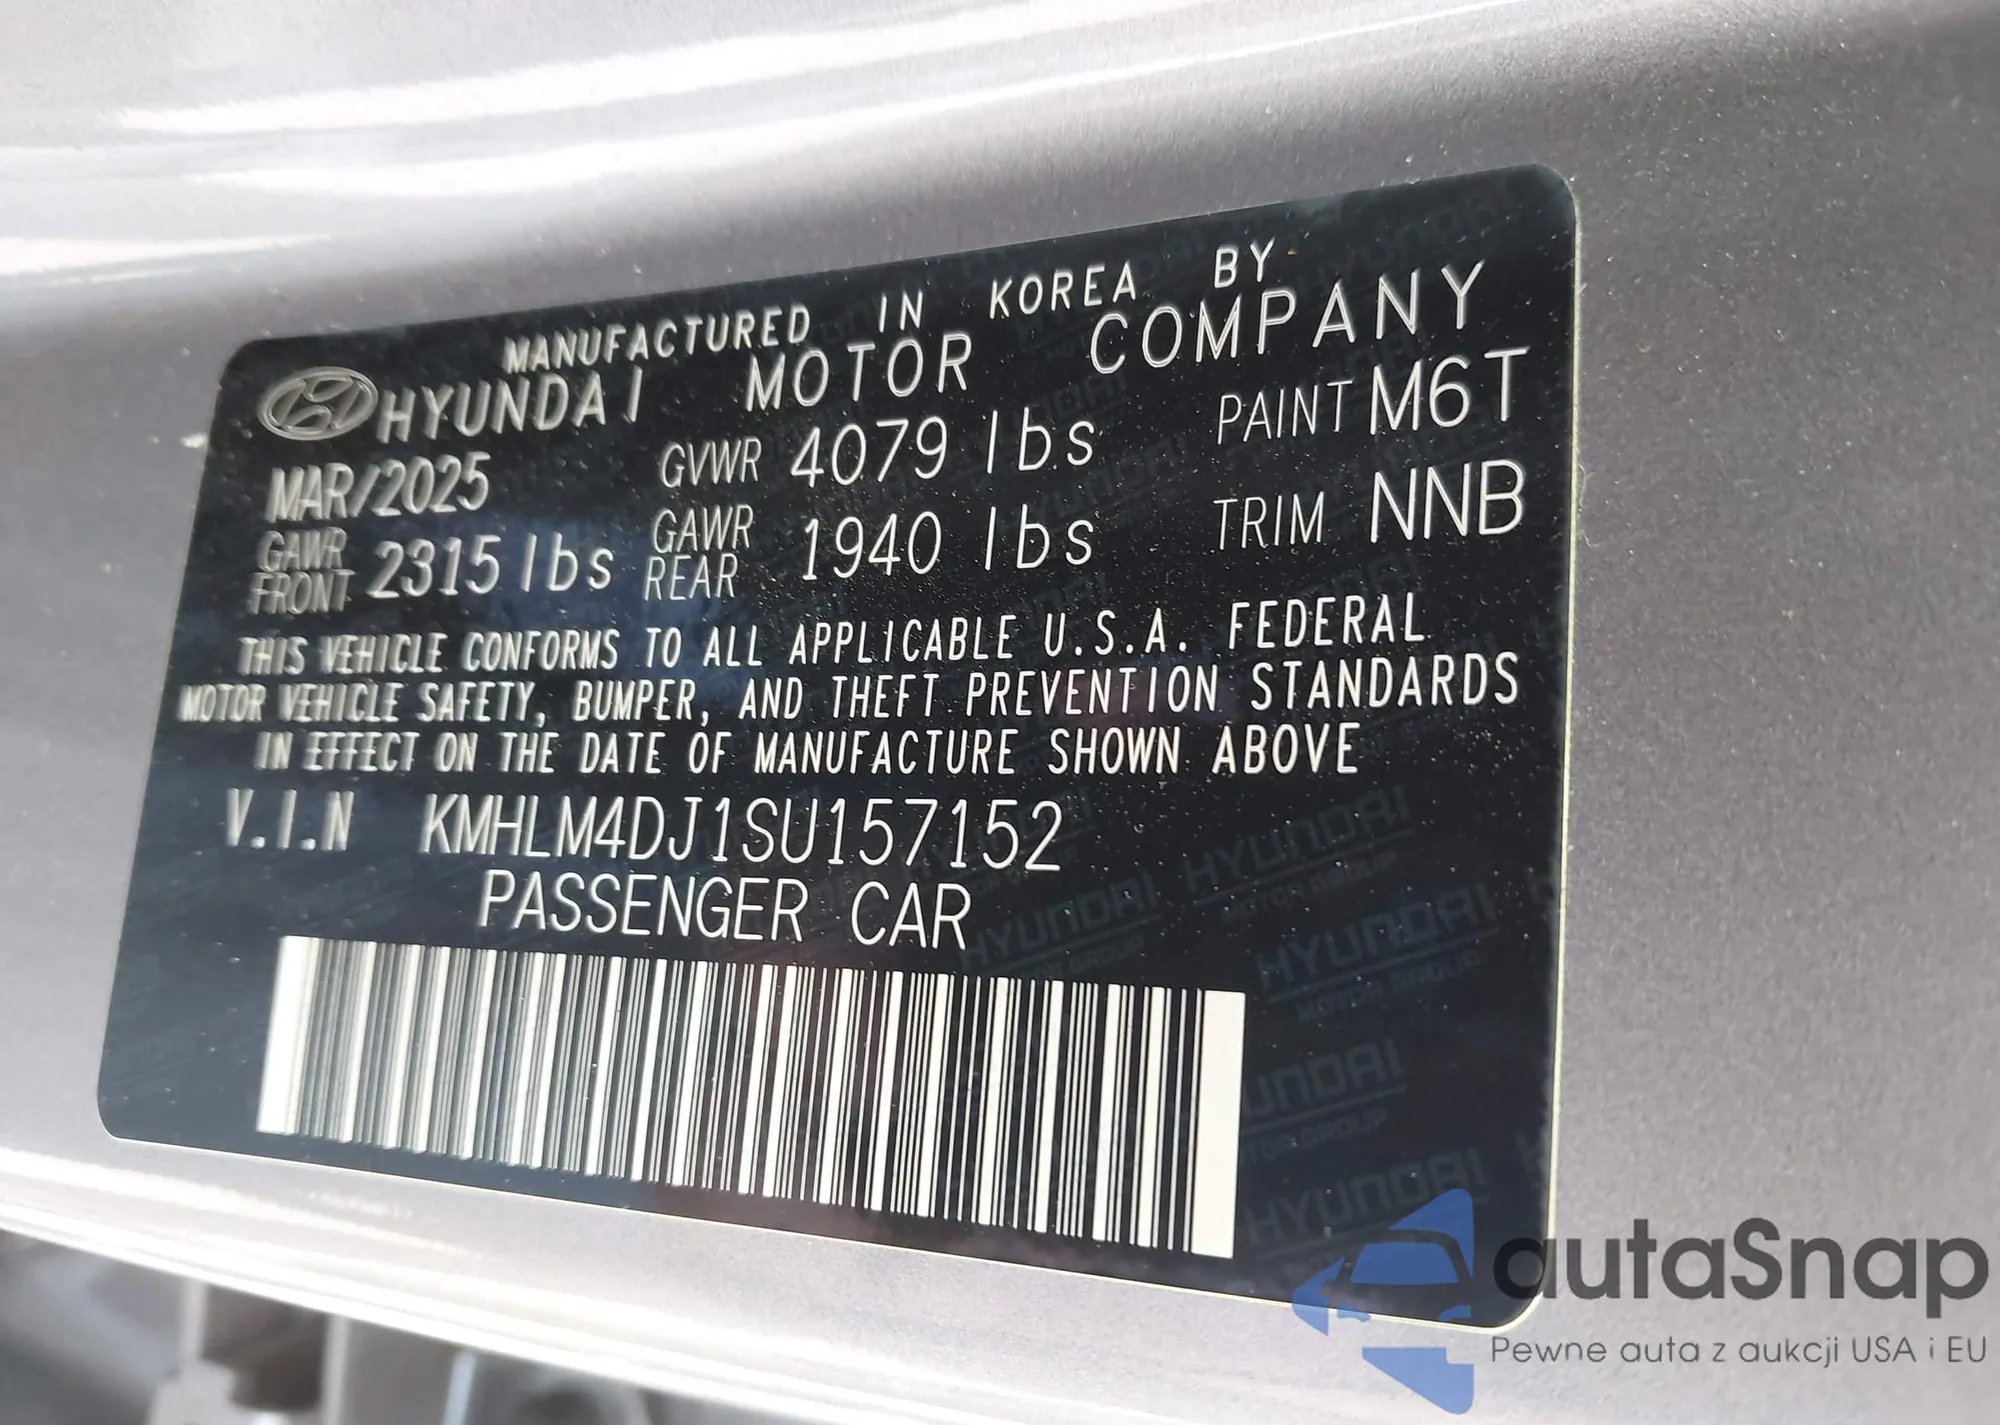 MANUFACTURED IN KOREA BY
HYUNDAI MOTOR COMPANY
MAR/2025 GVWR 4079 lbs PAINT M6T
GAWR FRONT 2315 lbs GAWR REAR 1940 lbs TRIM NNB
THIS VEHICLE CONFORMS TO ALL APPLICABLE U.S.A. FEDERAL
MOTOR VEHICLE SAFETY, BUMPER, AND THEFT PREVENTION STANDARDS
IN EFFECT ON THE DATE OF MANUFACTURE SHOWN ABOVE
V.I.N KMHLM4DJ1SU157152
PASSENGER CAR
HYUNDAI
MOTOR GROUP
autaSnap
Pewne auta z aukcji USA i EU